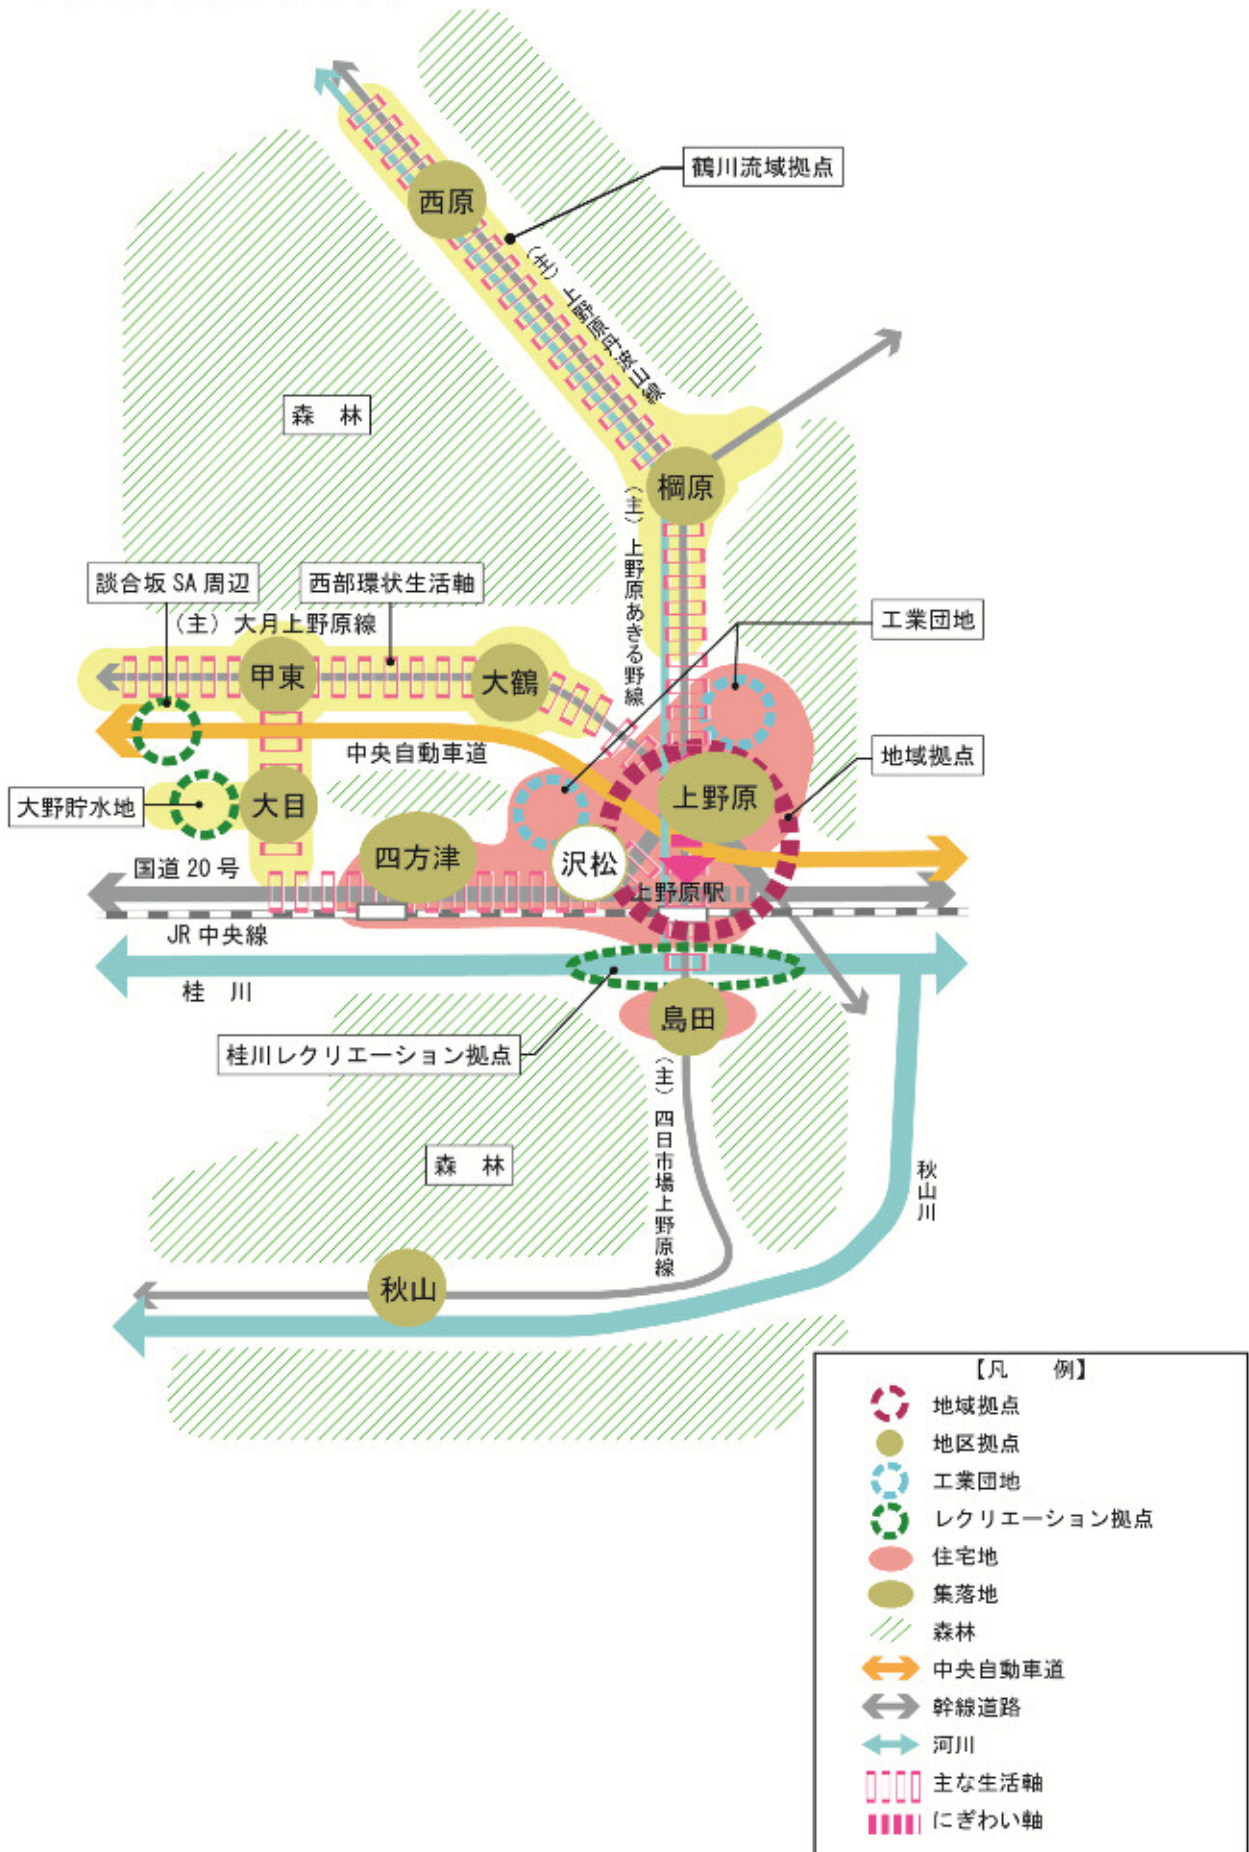 鶴川流域拠点
西原
(主)上野原丹波山線
森 林
棡原
(主)上野原あきる野線
談合坂 SA 周辺
西部環状生活軸
工業団地
(主)大月上野原線
甲東
大鶴
中央自動車道
地域拠点
上野原
大野貯水地
大目
四方津
沢松
国道 20 号
上野原駅
JR 中央線
桂 川
島田
桂川レクリエーション拠点
(主)四日市場上野原線
森 林
秋山川
秋山
【凡 例】
地域拠点
地区拠点
工業団地
レクリエーション拠点
住宅地
集落地
森林
中央自動車道
幹線道路
河川
主な生活軸
にぎわい軸